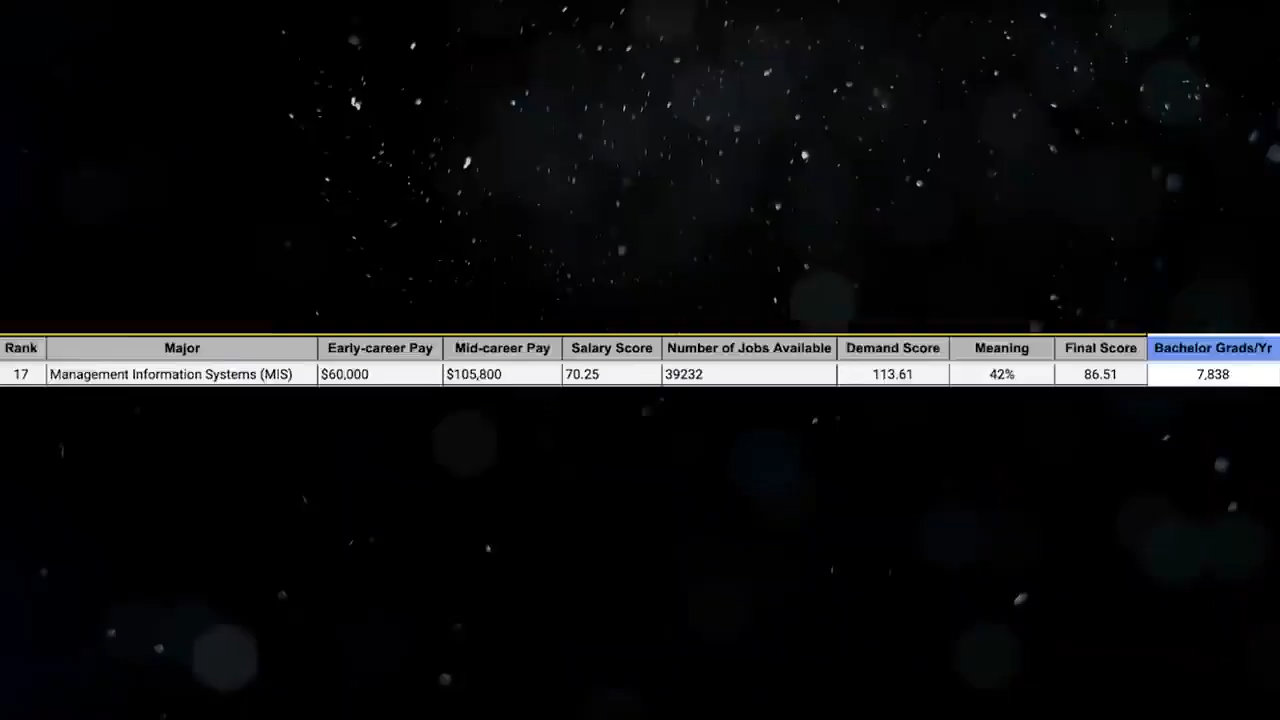 Rank Major Early-career Pay Mid-career Pay Salary Score Number of Jobs Available Demand Score Meaning Final Score Bachelor Grads/Yr
17 Management Information Systems (MIS) $60,000 $105,800 70.25 39232 113.61 42% 86.51 7,838